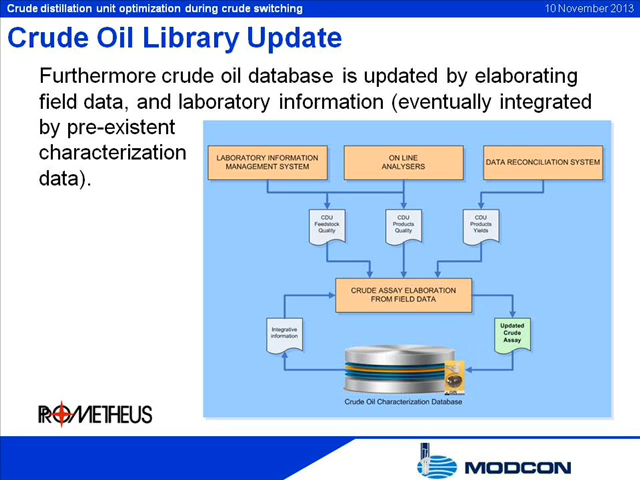 Crude distillation unit optimization during crude switching
10 November 2013
Crude Oil Library Update
Furthermore crude oil database is updated by elaborating
field data, and laboratory information (eventually integrated
by pre-existent
characterization
data).
LABORATORY INFORMATION
MANAGEMENT SYSTEM
ON LINE
ANALYSERS
DATA RECONCILIATION SYSTEM
CDU
Feedstock
Quality
CDU
Products
Quality
CDU
Products
Yields
CRUDE ASSAY ELABORATION
FROM FIELD DATA
Integrative
information
Updated
Crude
Assay
Crude Oil Characterization Database
PROMETHEUS
MODCON